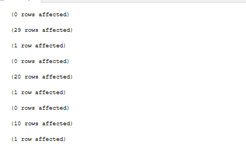 (0 rows affected)
(29 rows affected)
(1 row affected)
(0 rows affected)
(20 rows affected)
(1 row affected)
(0 rows affected)
(10 rows affected)
(1 row affected)